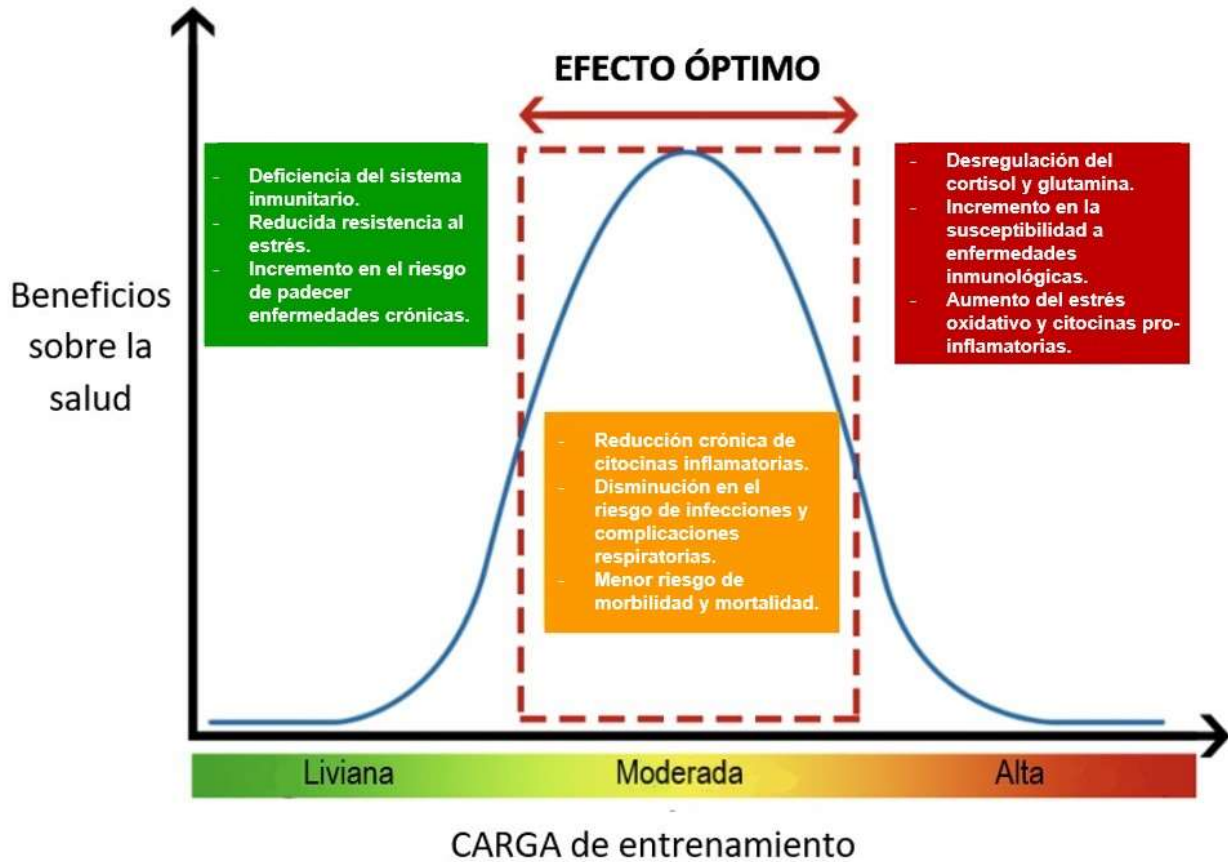 EFECTO ÓPTIMO
- Deficiencia del sistema
inmunitario.
- Reducida resistencia al
estrés.
- Incremento en el riesgo
de padecer
enfermedades crónicas.
- Desregulación del
cortisol y glutamina.
- Incremento en la
susceptibilidad a
enfermedades
inmunológicas.
- Aumento del estrés
oxidativo y citocinas pro-
inflamatorias.
Beneficios
sobre la
salud
- Reducción crónica de
citocinas inflamatorias.
- Disminución en el
riesgo de infecciones y
complicaciones
respiratorias.
- Menor riesgo de
morbilidad y mortalidad.
Liviana Moderada Alta
CARGA de entrenamiento